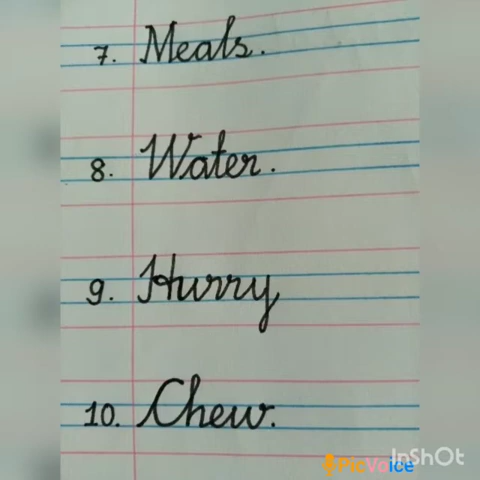 7. Meals.
8. Water.
9. Hurry
10. Chew.
PicVoice
InShOt